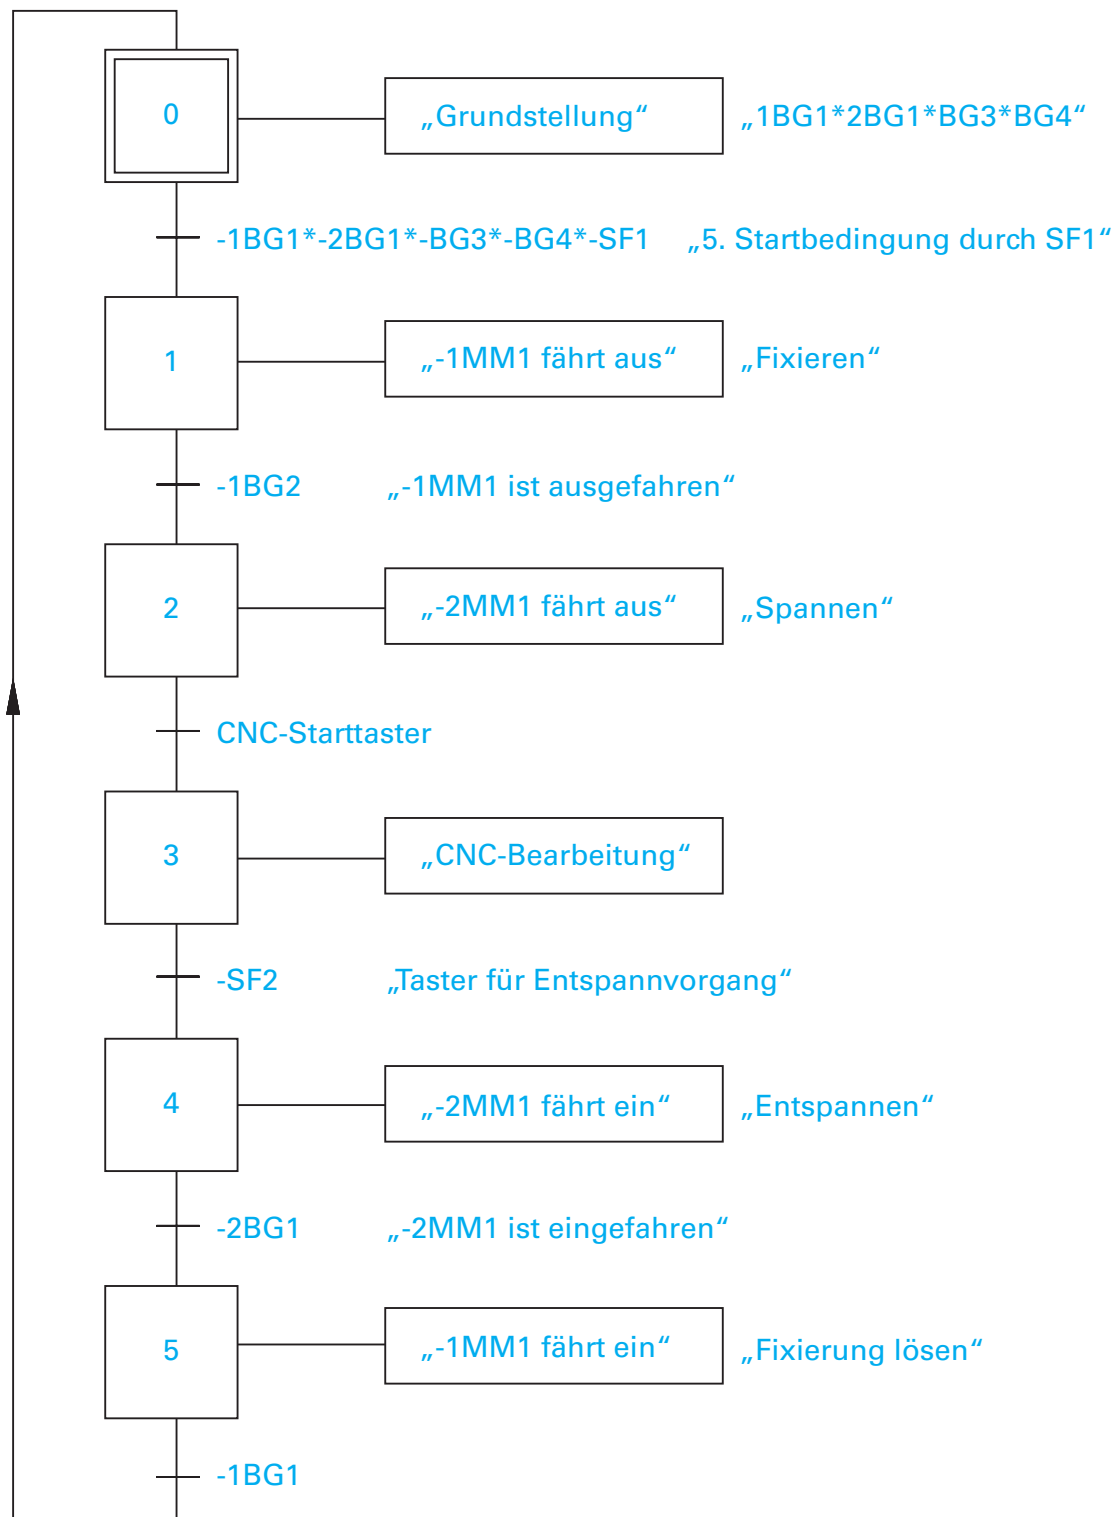 0 „Grundstellung“ „1BG1*2BG1*BG3*BG4“
-1BG1*-2BG1*-BG3*-BG4*-SF1 „5. Startbedingung durch SF1“
1 „-1MM1 fährt aus“ „Fixieren“
-1BG2 „-1MM1 ist ausgefahren“
2 „-2MM1 fährt aus“ „Spannen“
CNC-Starttaster
3 „CNC-Bearbeitung“
-SF2 „Taster für Entspannvorgang“
4 „-2MM1 fährt ein“ „Entspannen“
-2BG1 „-2MM1 ist eingefahren“
5 „-1MM1 fährt ein“ „Fixierung lösen“
-1BG1